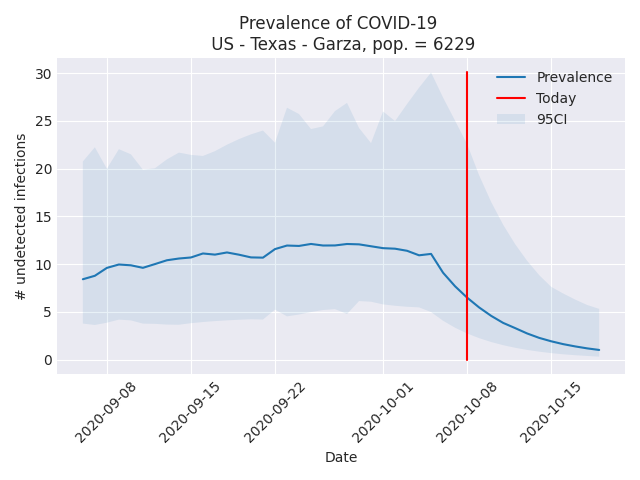 Prevalence of COVID-19
US - Texas - Garza, pop. = 6229
# undetected infections
30
25
20
15
10
5
0
Prevalence
Today
95CI
2020-09-08
2020-09-15
2020-09-22
2020-10-01
2020-10-08
2020-10-15
Date